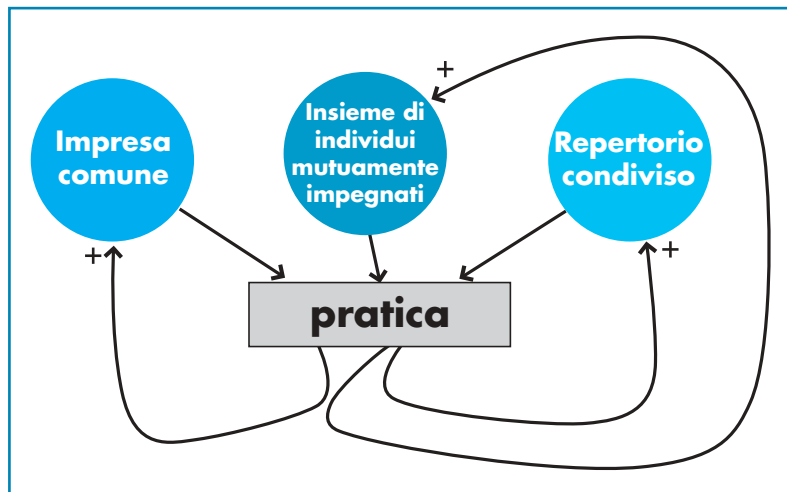 Impresa
comune
+
Insieme di
individui
mutuamente
impegnati
+
Repertorio
condiviso
+
pratica